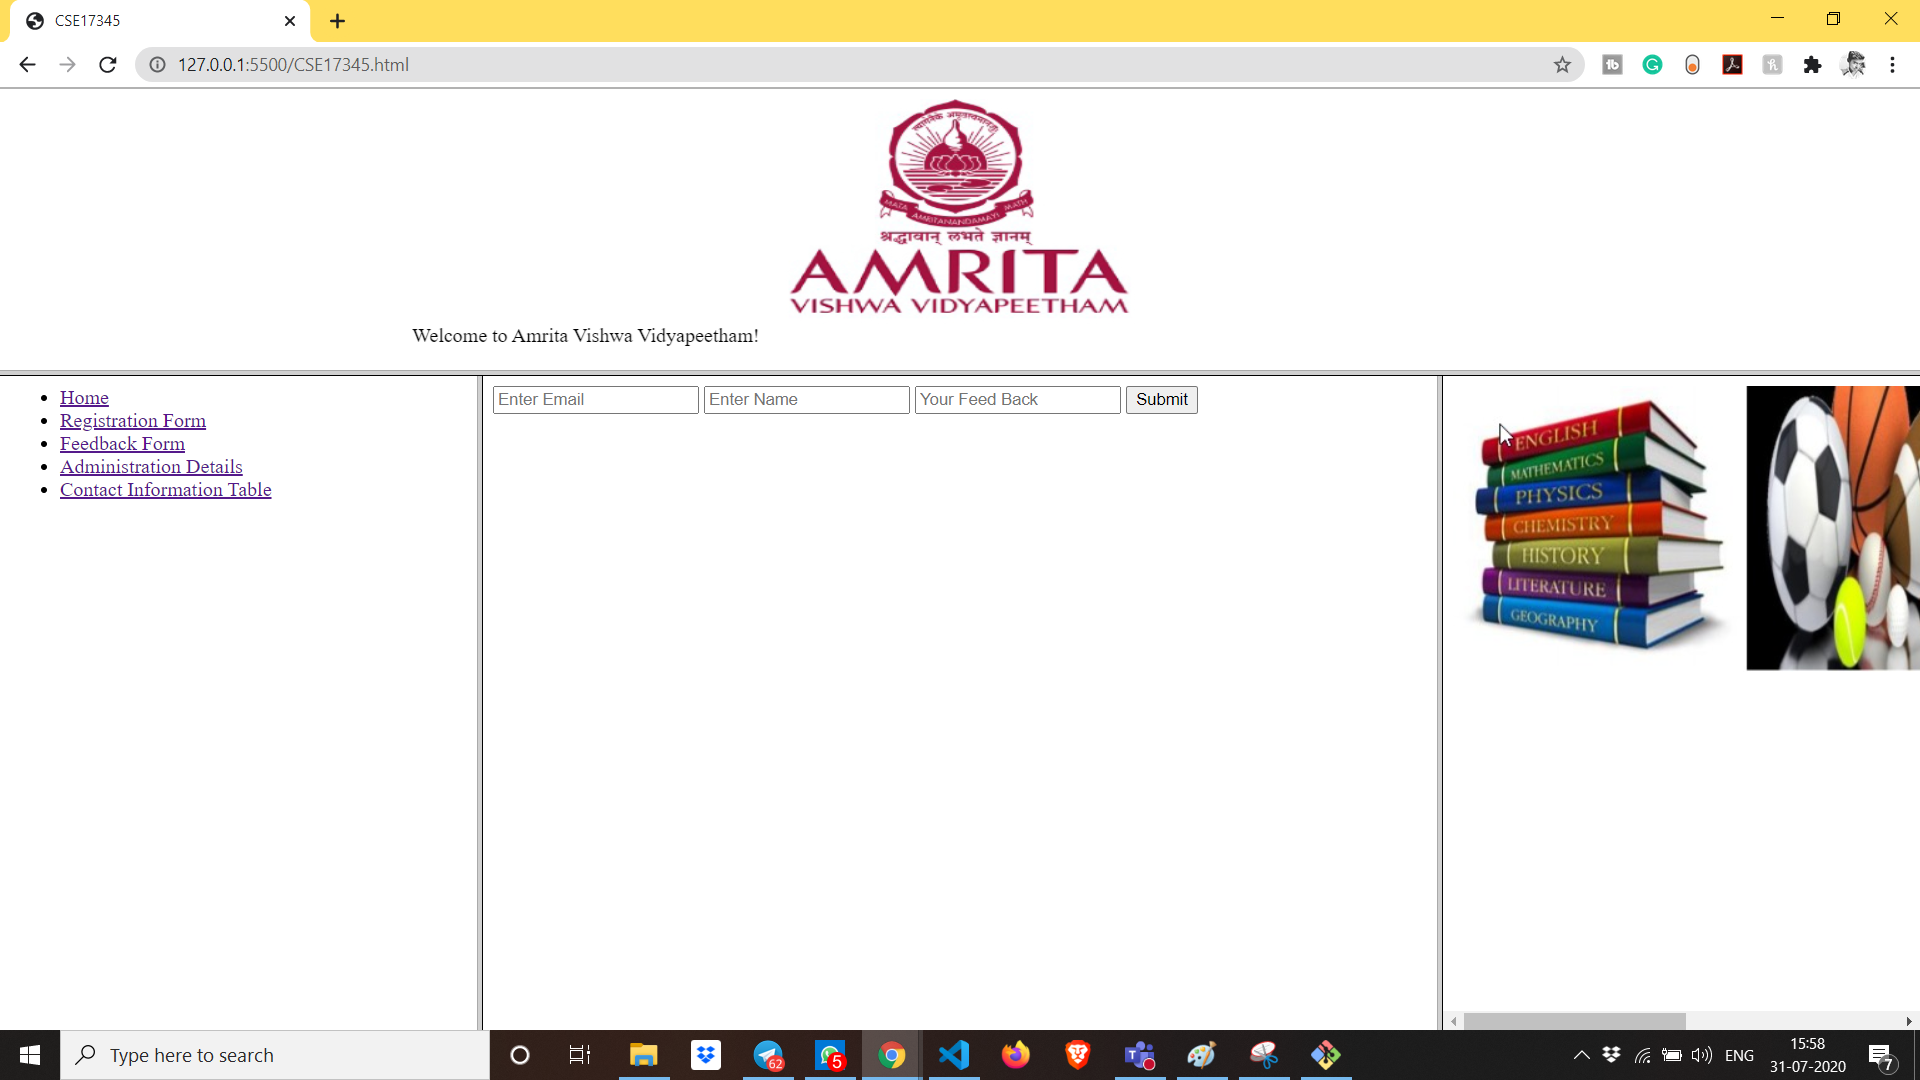 CSE17345
127.0.0.1:5500/CSE17345.html
MATA AMRITANANDAMAYI MATH
श्रद्धावान् लभते ज्ञानम्
AMRITA
VISHWA VIDYAPEETHAM
Welcome to Amrita Vishwa Vidyapeetham!
Home
Registration Form
Feedback Form
Administration Details
Contact Information Table
Enter Email Enter Name Your Feed Back Submit
ENGLISH
MATHEMATICS
PHYSICS
CHEMISTRY
HISTORY
LITERATURE
GEOGRAPHY
Type here to search
62
5
ENG
15:58
31-07-2020
7